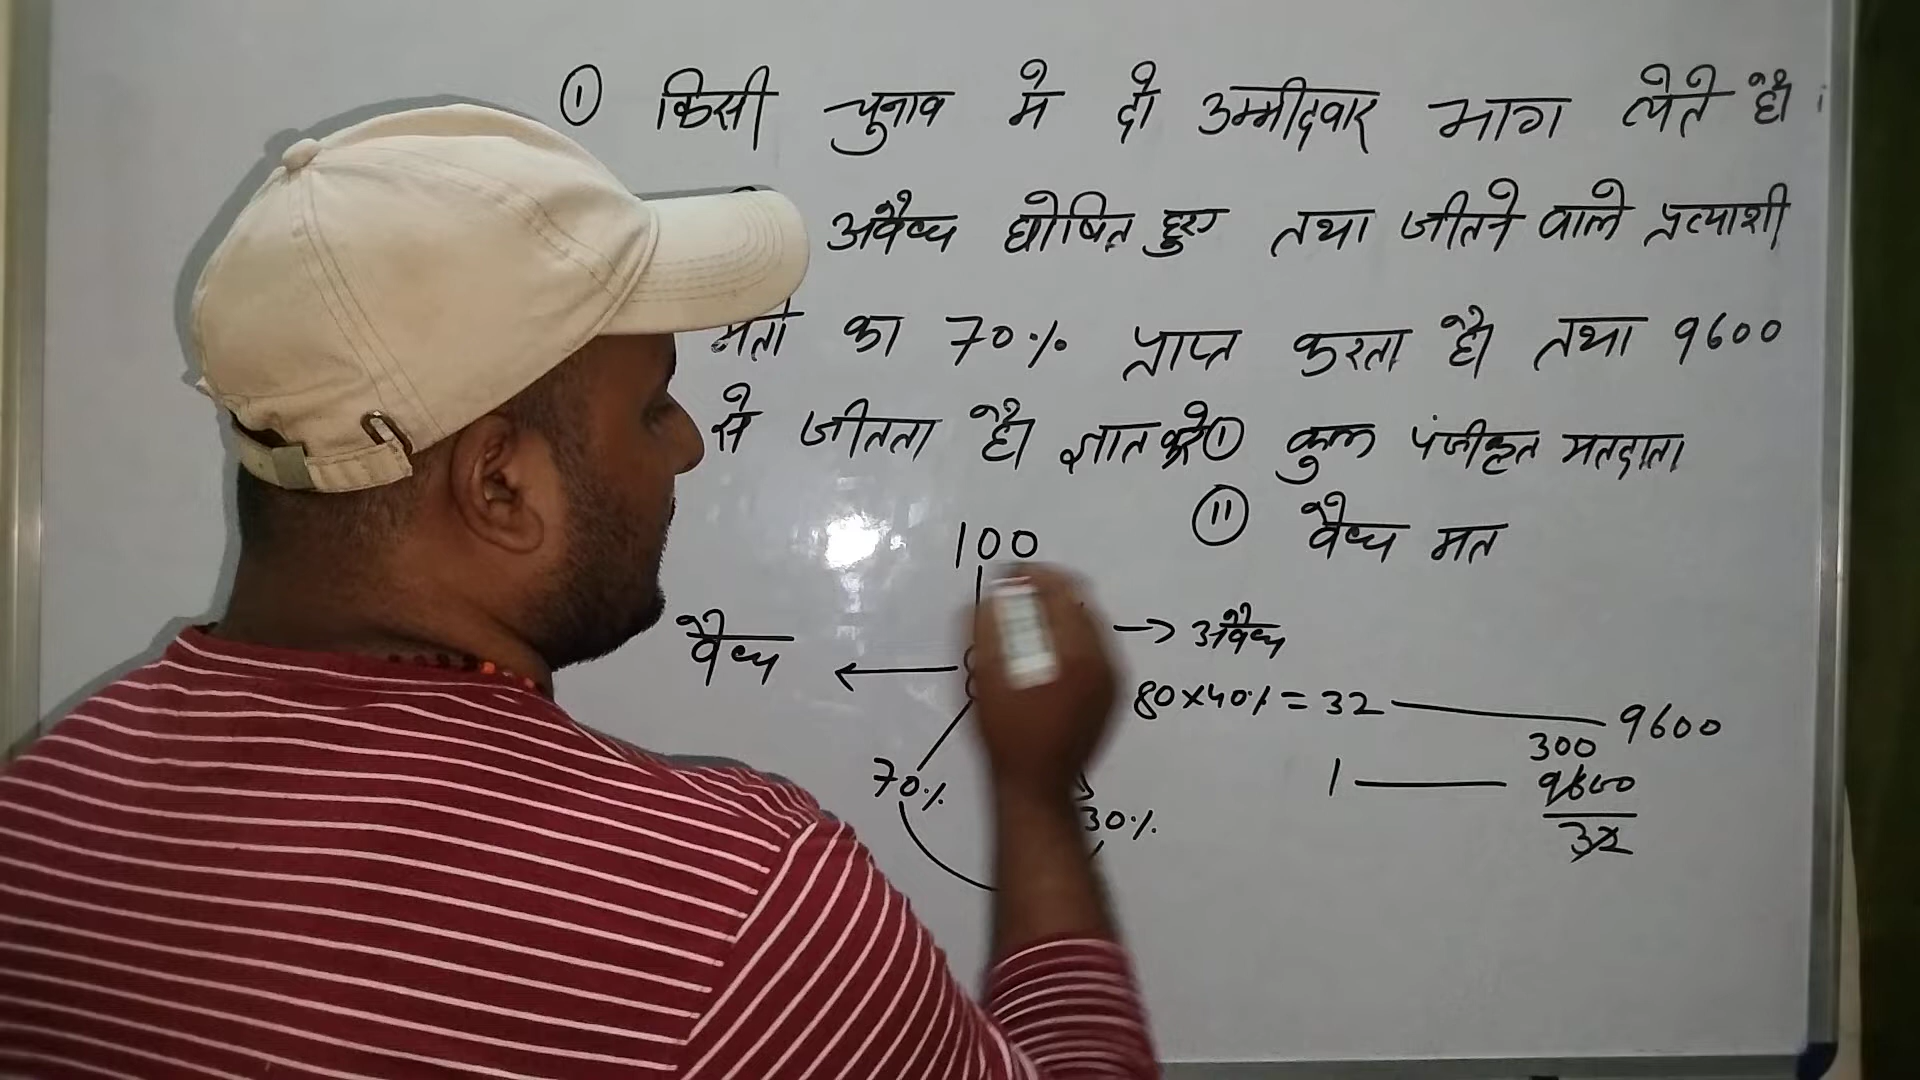 ① किसी चुनाव मे दो उम्मीदवार भाग लेते है।
अवैध्य घोषित हुए तथा जीतने वाले प्रत्याशी
मतो का 70% प्राप्त करता है। तथा 9600
से जीतता है। ज्ञात करे ① कुल पंजीकृत मतदाता
⑪ वैध्य मत
100
वैध्य ←
→ अवैध्य
80×40% = 32 — 9600
70%
30%
1 — 300
9600
32